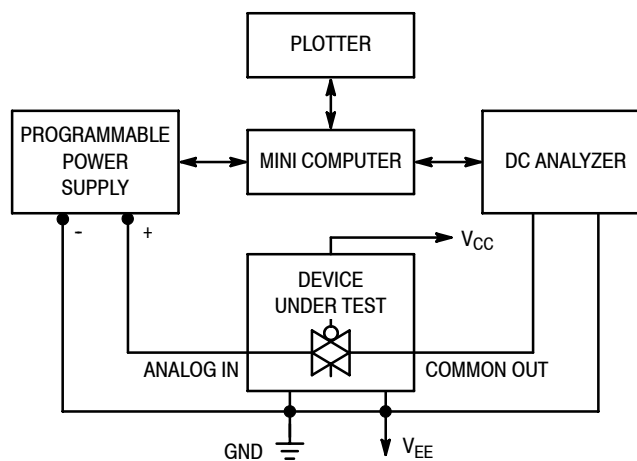 PLOTTER
PROGRAMMABLE
POWER
SUPPLY
MINI COMPUTER
DC ANALYZER
-
+
VCC
DEVICE
UNDER TEST
ANALOG IN
COMMON OUT
GND
VEE